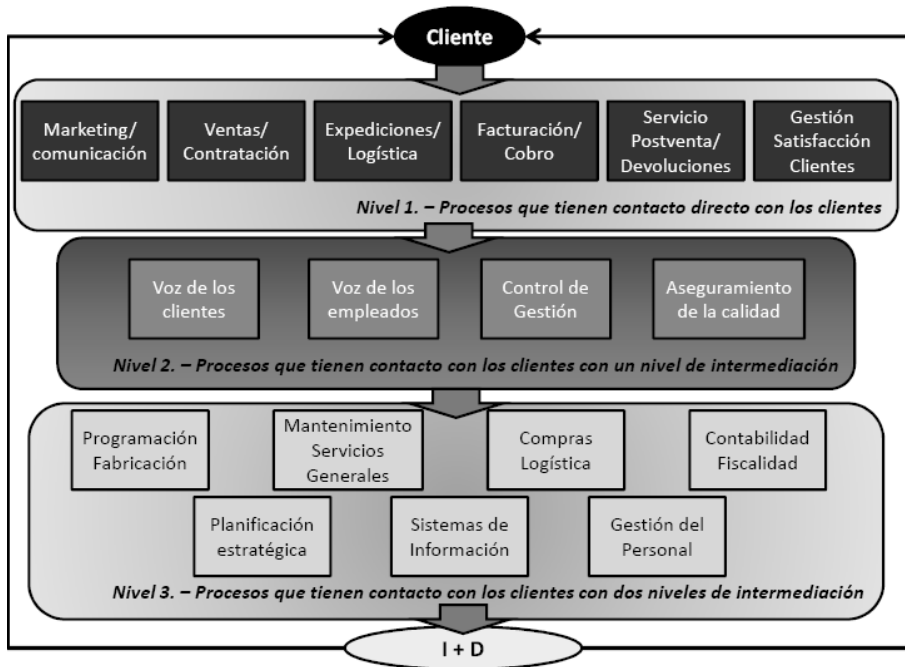 Cliente
Marketing/
comunicación
Ventas/
Contratación
Expediciones/
Logística
Facturación/
Cobro
Servicio
Postventa/
Devoluciones
Gestión
Satisfacción
Clientes
Nivel 1. – Procesos que tienen contacto directo con los clientes
Voz de los
clientes
Voz de los
empleados
Control de
Gestión
Aseguramiento
de la calidad
Nivel 2. – Procesos que tienen contacto con los clientes con un nivel de intermediación
Programación
Fabricación
Mantenimiento
Servicios
Generales
Compras
Logística
Contabilidad
Fiscalidad
Planificación
estratégica
Sistemas de
Información
Gestión del
Personal
Nivel 3. – Procesos que tienen contacto con los clientes con dos niveles de intermediación
I + D